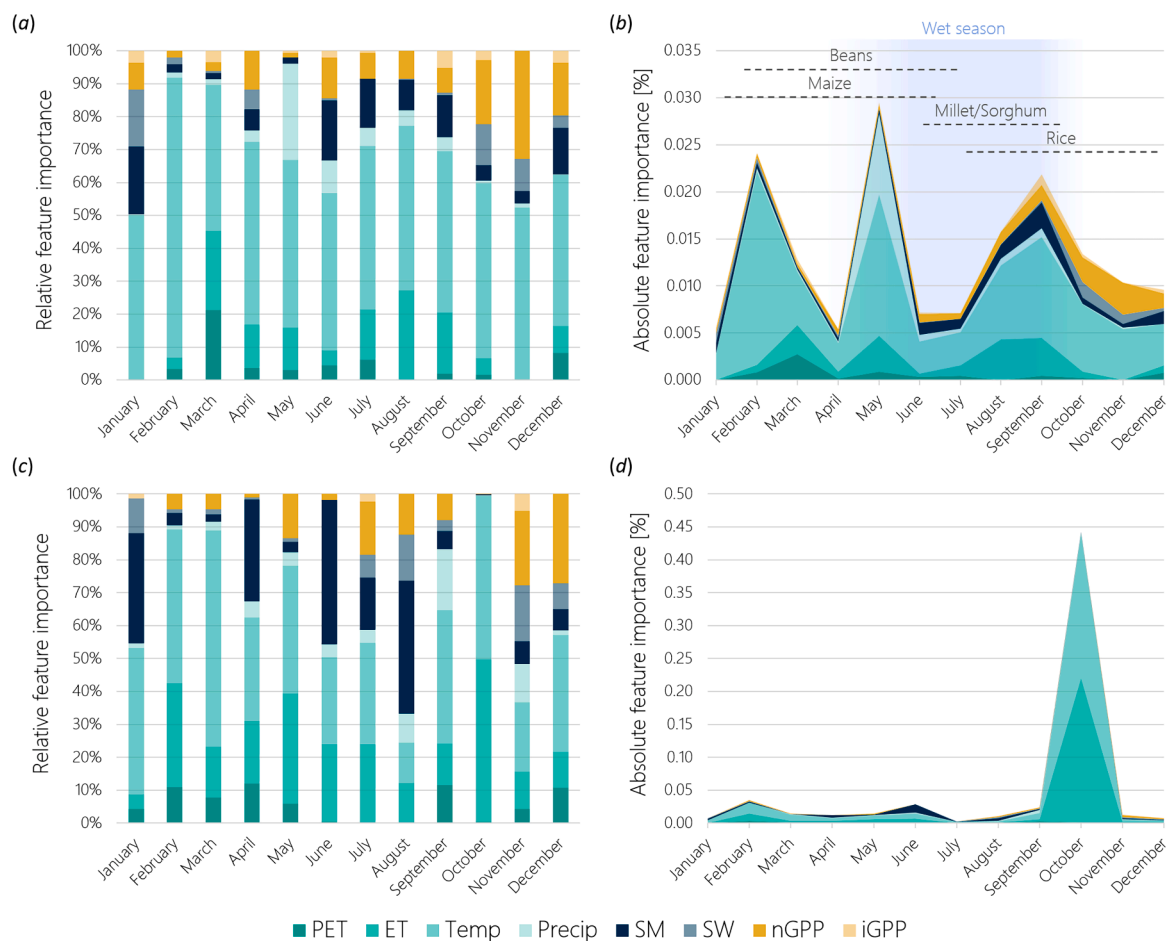 (a)
Relative feature importance
100%
90%
80%
70%
60%
50%
40%
30%
20%
10%
0%
January
February
March
April
May
June
July
August
September
October
November
December
(b)
Wet season
Absolute feature importance [%]
0.035
0.030
0.025
0.020
0.015
0.010
0.005
0.000
Beans
Maize
Millet/Sorghum
Rice
January
February
March
April
May
June
July
August
September
October
November
December
(c)
Relative feature importance
100%
90%
80%
70%
60%
50%
40%
30%
20%
10%
0%
January
February
March
April
May
June
July
August
September
October
November
December
(d)
Absolute feature importance [%]
0.50
0.45
0.40
0.35
0.30
0.25
0.20
0.15
0.10
0.05
0.00
January
February
March
April
May
June
July
August
September
October
November
December
PET ET Temp Precip SM SW nGPP iGPP